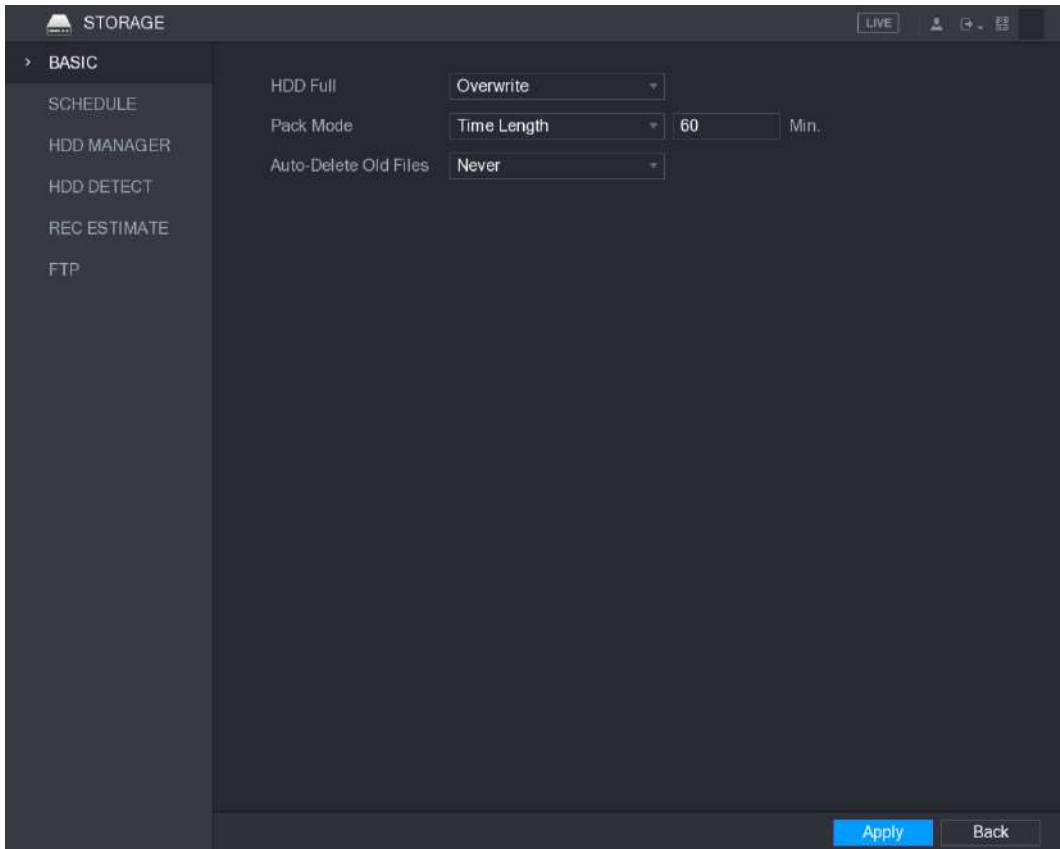 STORAGE
LIVE
BASIC
SCHEDULE
HDD MANAGER
HDD DETECT
REC ESTIMATE
FTP
HDD Full Overwrite
Pack Mode Time Length 60 Min.
Auto-Delete Old Files Never
Apply Back